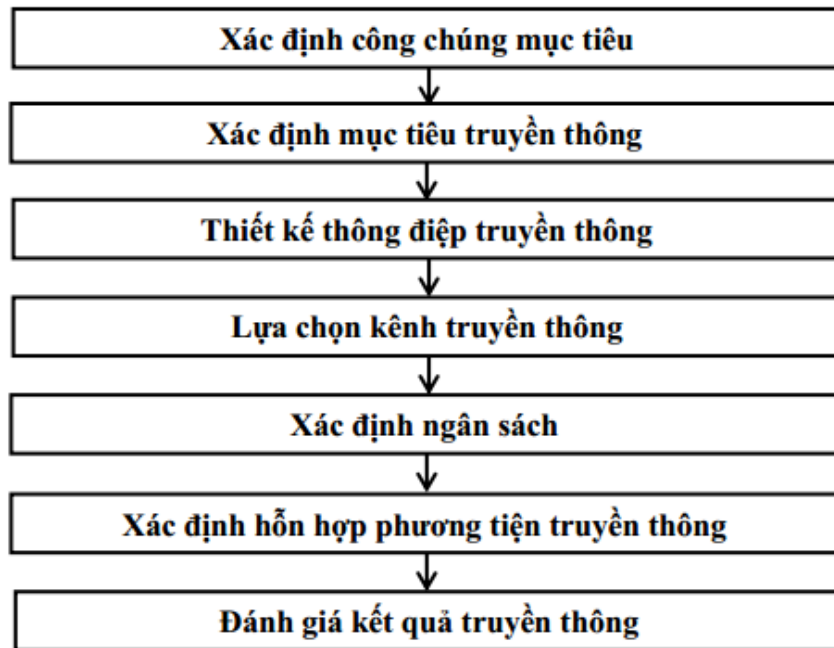 Xác định công chúng mục tiêu
Xác định mục tiêu truyền thông
Thiết kế thông điệp truyền thông
Lựa chọn kênh truyền thông
Xác định ngân sách
Xác định hỗn hợp phương tiện truyền thông
Đánh giá kết quả truyền thông